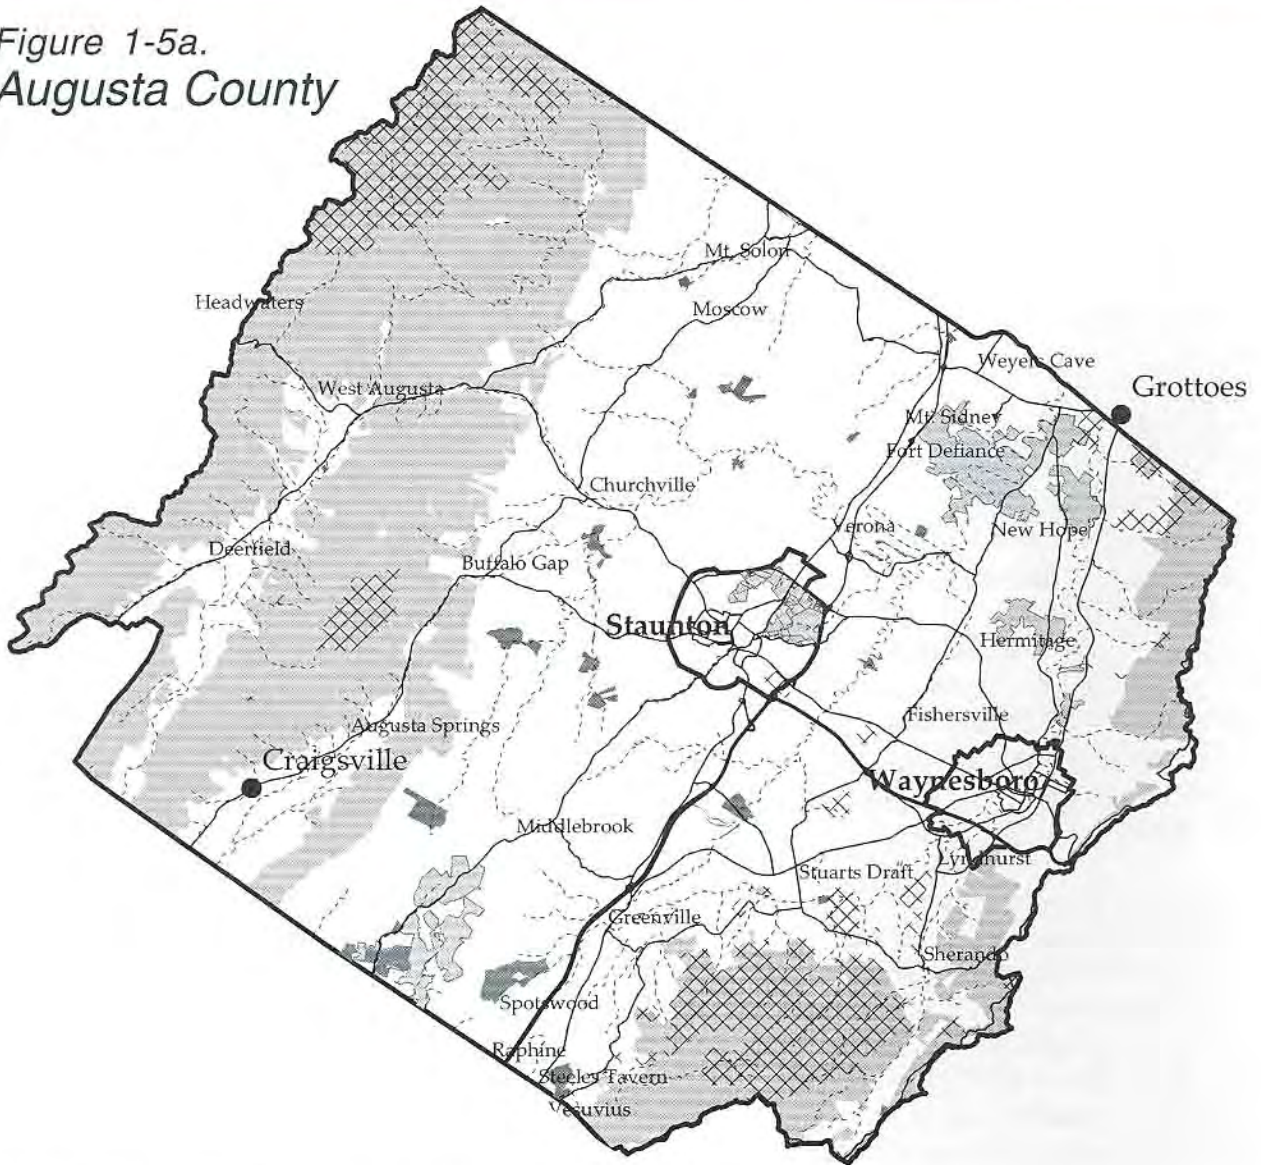 Figure 1-5a.
Augusta County
Mt. Solon
Headwaters
Moscow
Weyers Cave
West Augusta
Grottoes
Mt. Sidney
Fort Defiance
Churchville
Verona
New Hope
Deerfield
Buffalo Gap
Staunton
Hermitage
Fishersville
Augusta Springs
Craigsville
Waynesboro
Middlebrook
Lyndhurst
Stuarts Draft
Greenville
Sherando
Spotswood
Raphine
Steeles Tavern
Vesuvius